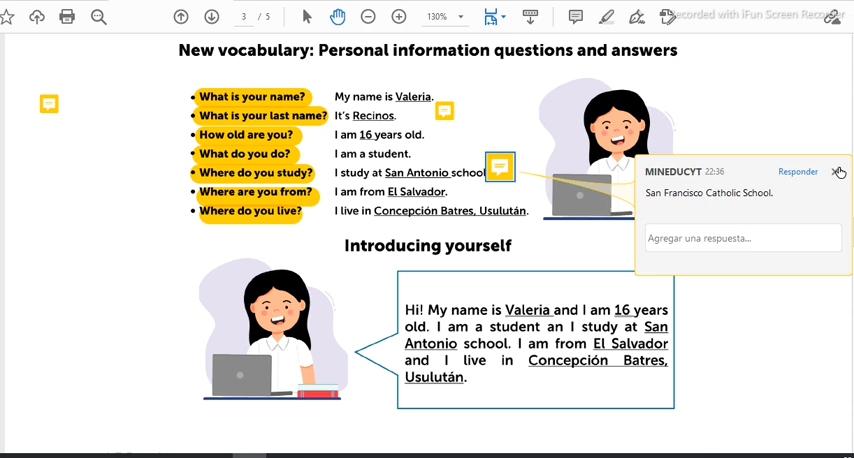 Recorded with iFun Screen Recorder
3 / 5
130%
New vocabulary: Personal information questions and answers
• What is your name? My name is Valeria.
• What is your last name? It's Recinos.
• How old are you? I am 16 years old.
• What do you do? I am a student.
• Where do you study? I study at San Antonio school
• Where are you from? I am from El Salvador.
• Where do you live? I live in Concepción Batres, Usulután.
MINEDUCYT 22:36 Responder
San Francisco Catholic School.
Agregar una respuesta...
Introducing yourself
Hi! My name is Valeria and I am 16 years
old. I am a student an I study at San
Antonio school. I am from El Salvador
and I live in Concepción Batres,
Usulután.